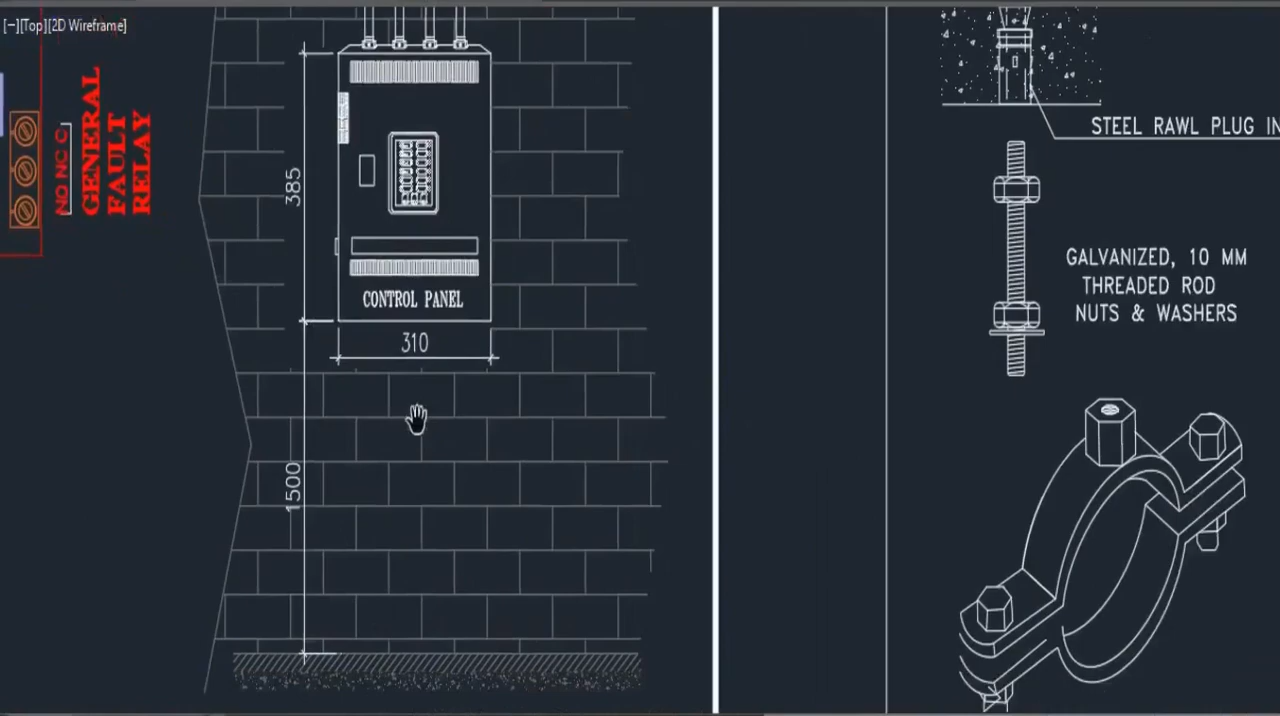 [−][Top][2D Wireframe]
NO NC C
GENERAL
FAULT
RELAY
385
CONTROL PANEL
310
1500
STEEL RAWL PLUG IN
GALVANIZED, 10 MM
THREADED ROD
NUTS & WASHERS